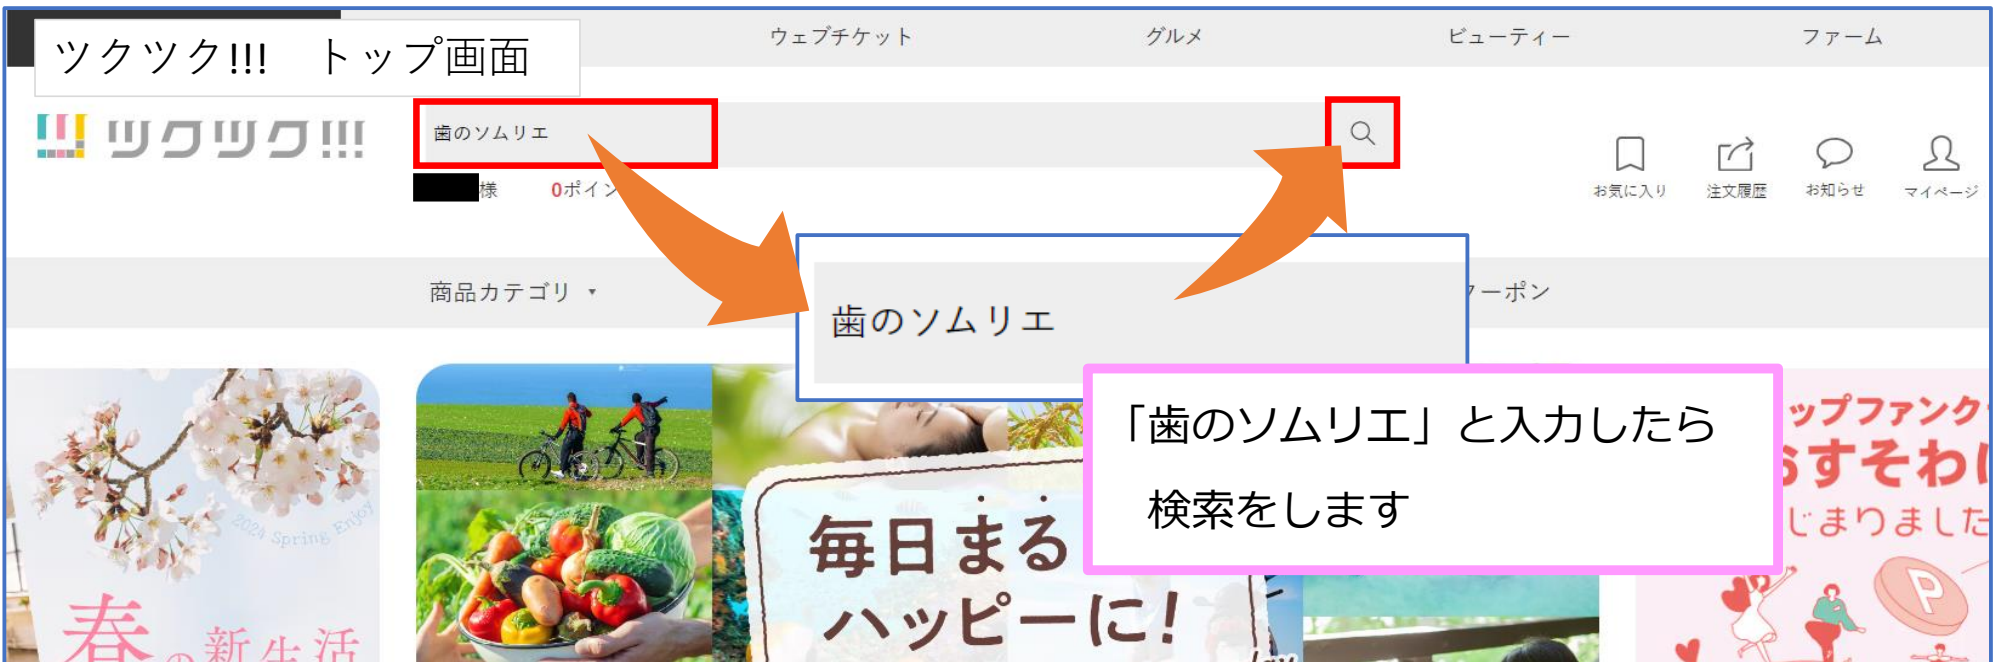 ウェブチケット
グルメ
ビューティー
ファーム
ツクツク!!! トップ画面
ツクツク!!!
歯のソムリエ
様
0ポイン
お気に入り
注文履歴
お知らせ
マイページ
商品カテゴリ ▾
ーポン
歯のソムリエ
「歯のソムリエ」と入力したら
検索をします
2024 Spring Enjoy
春の新生活
毎日まる
ハッピーに!
ップファンク
おすそわけ
じまりました
P